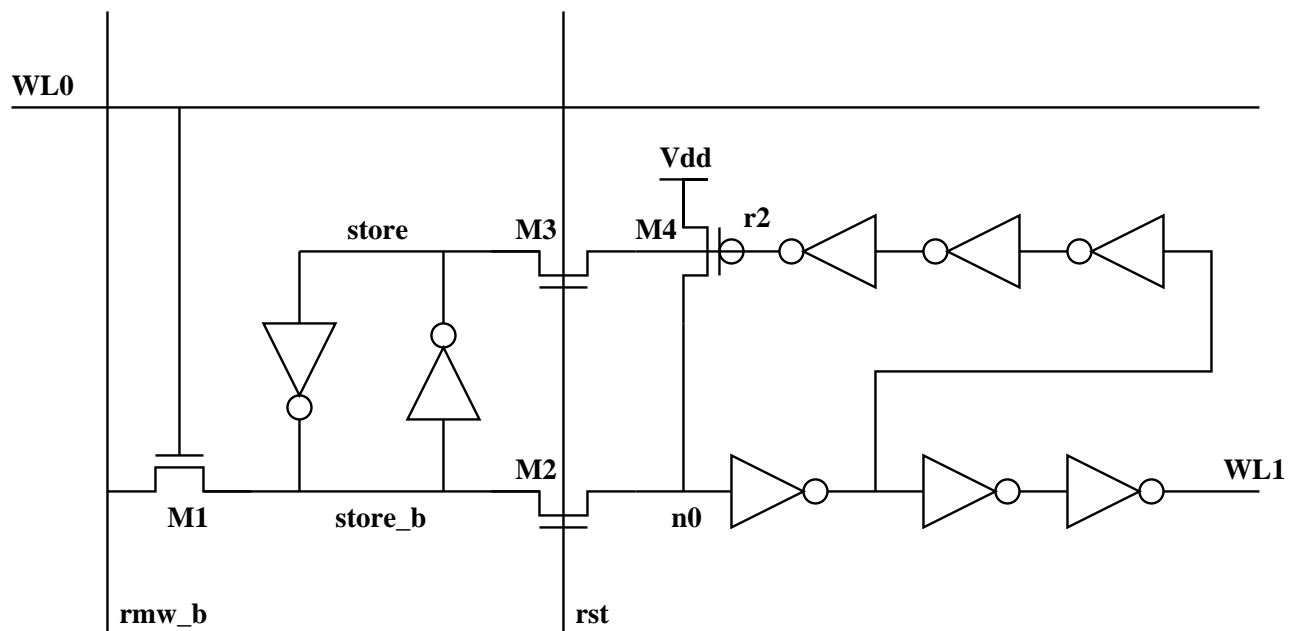 WL0
Vdd
store
M3
M4
r2
M2
WL1
M1
store_b
n0
rmw_b
rst